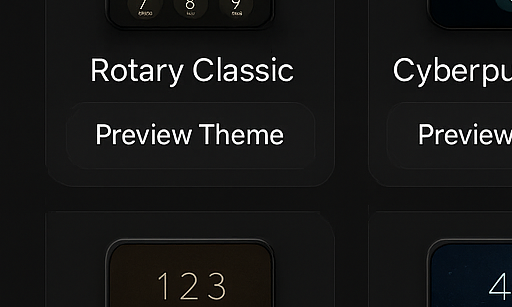 7 8 9
Rotary Classic
Cyberpu
Preview Theme
Preview
123
4